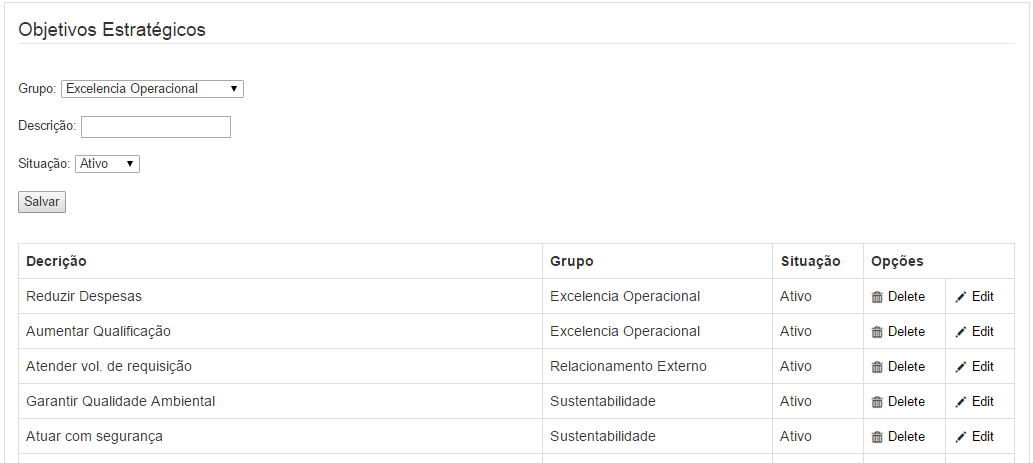 Objetivos Estratégicos
Grupo: Excelencia Operacional
Descrição:
Situação: Ativo
Salvar
Decrição Grupo Situação Opções
Reduzir Despesas Excelencia Operacional Ativo Delete Edit
Aumentar Qualificação Excelencia Operacional Ativo Delete Edit
Atender vol. de requisição Relacionamento Externo Ativo Delete Edit
Garantir Qualidade Ambiental Sustentabilidade Ativo Delete Edit
Atuar com segurança Sustentabilidade Ativo Delete Edit